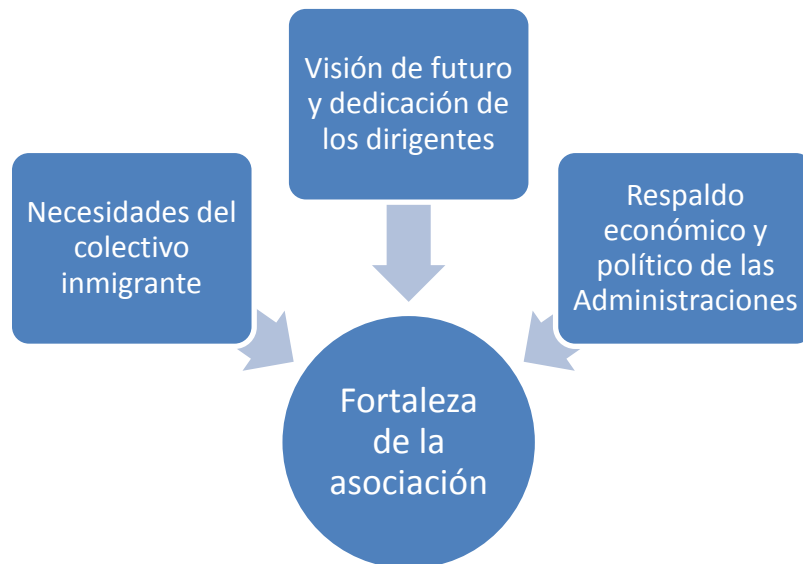 Visión de futuro
y dedicación de
los dirigentes
Necesidades del
colectivo
inmigrante
Respaldo
económico y
político de las
Administraciones
Fortaleza
de la
asociación